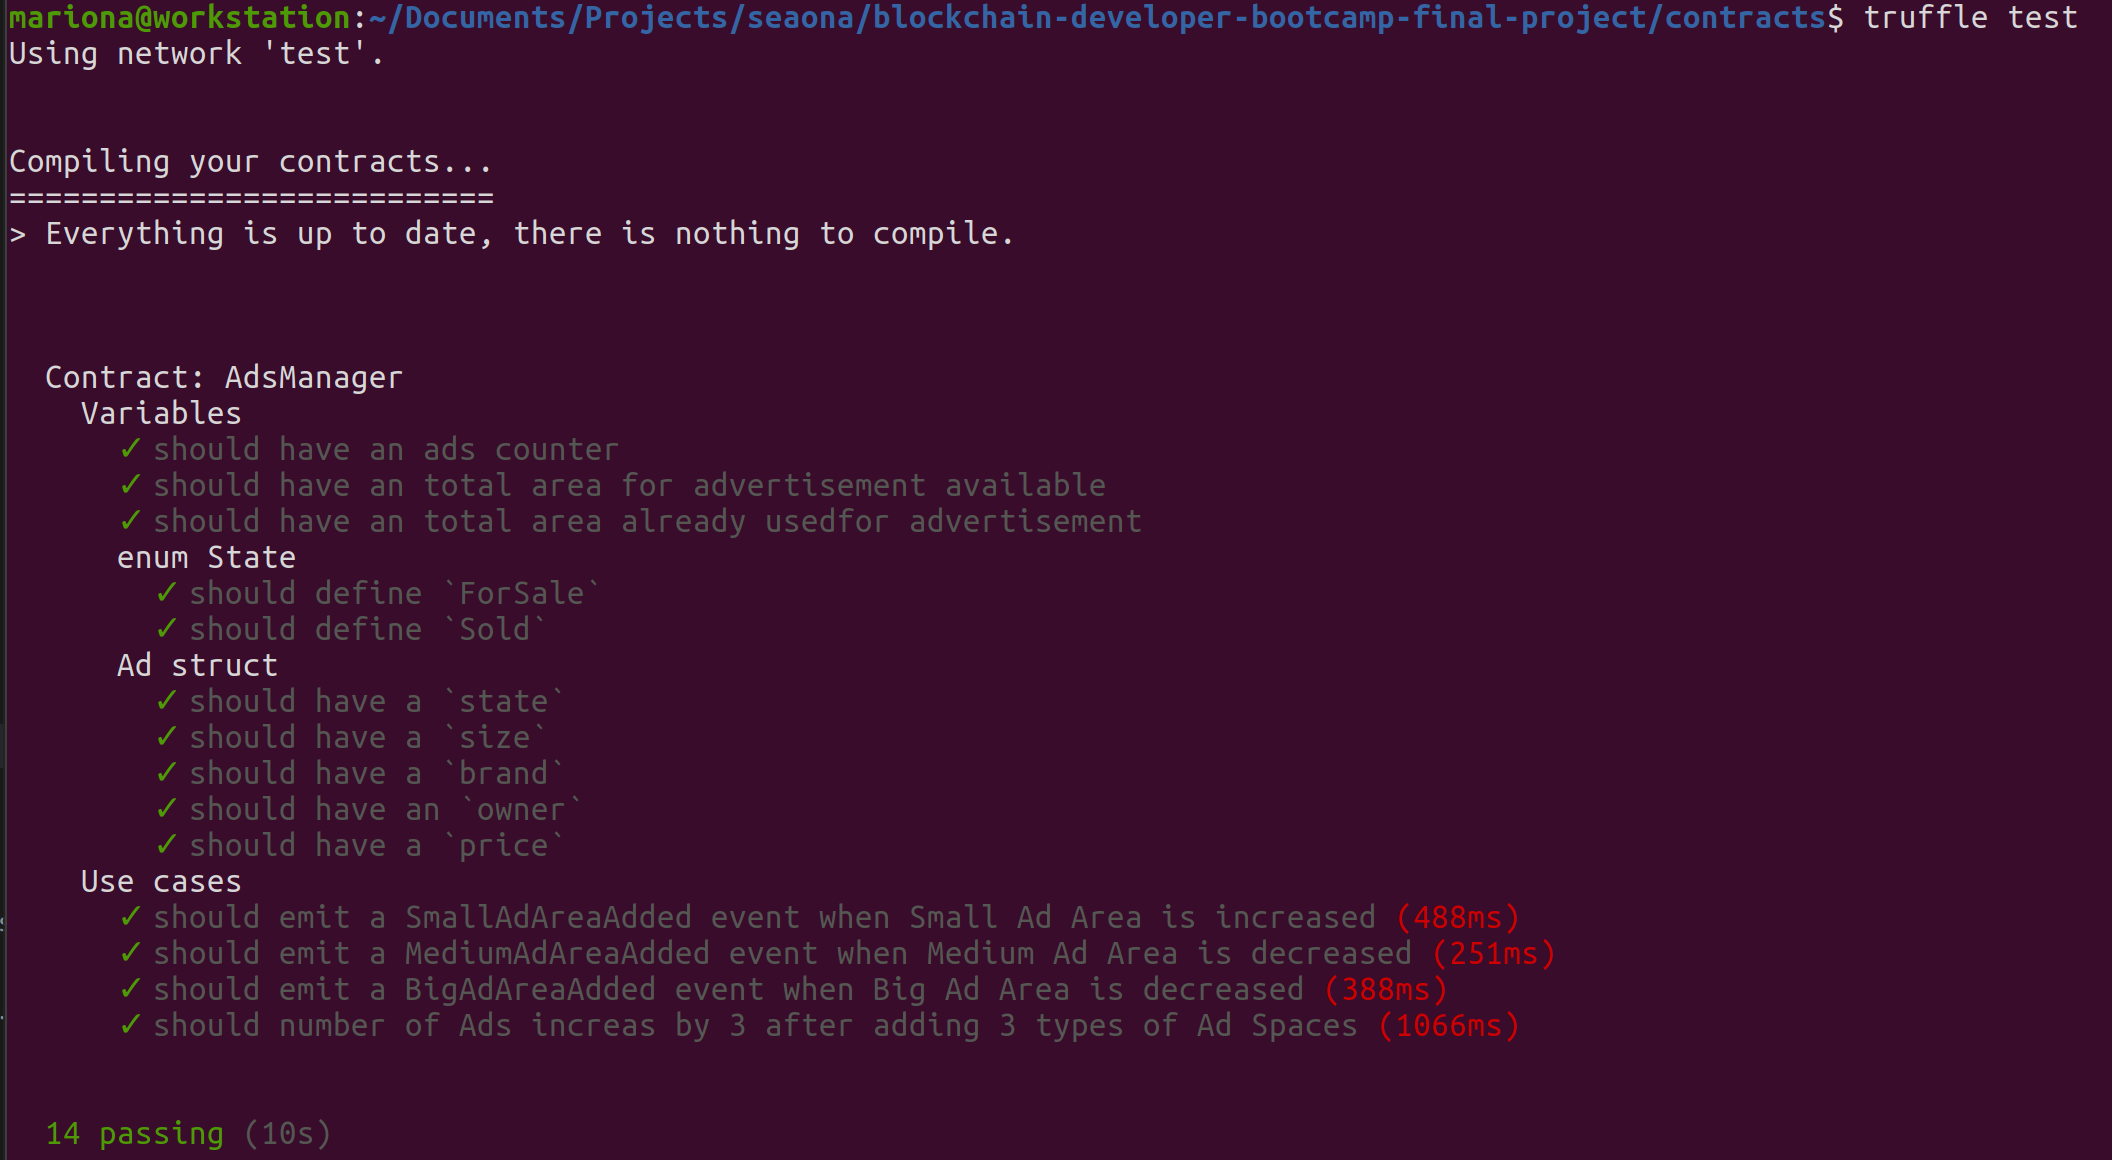 mariona@workstation:~/Documents/Projects/seaona/blockchain-developer-bootcamp-final-project/contracts$ truffle test
Using network 'test'.
Compiling your contracts...
===========================
> Everything is up to date, there is nothing to compile.
Contract: AdsManager
Variables
✓ should have an ads counter
✓ should have an total area for advertisement available
✓ should have an total area already usedfor advertisement
enum State
✓ should define `ForSale`
✓ should define `Sold`
Ad struct
✓ should have a `state`
✓ should have a `size`
✓ should have a `brand`
✓ should have an `owner`
✓ should have a `price`
Use cases
✓ should emit a SmallAdAreaAdded event when Small Ad Area is increased (488ms)
✓ should emit a MediumAdAreaAdded event when Medium Ad Area is decreased (251ms)
✓ should emit a BigAdAreaAdded event when Big Ad Area is decreased (388ms)
✓ should number of Ads increas by 3 after adding 3 types of Ad Spaces (1066ms)
14 passing (10s)